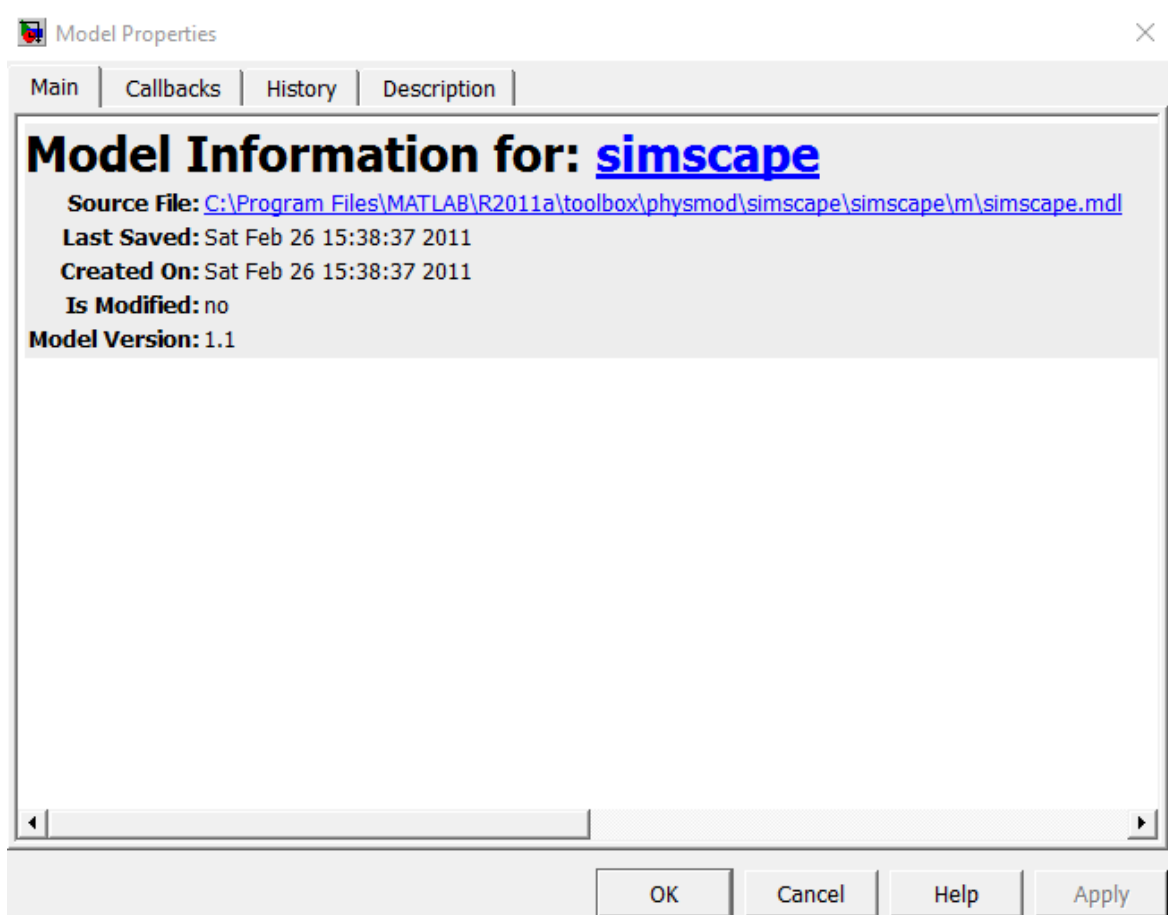 Model Properties
Main Callbacks History Description
Model Information for: simscape
Source File: C:\Program Files\MATLAB\R2011a\toolbox\physmod\simscape\simscape\m\simscape.mdl
Last Saved: Sat Feb 26 15:38:37 2011
Created On: Sat Feb 26 15:38:37 2011
Is Modified: no
Model Version: 1.1
OK Cancel Help Apply